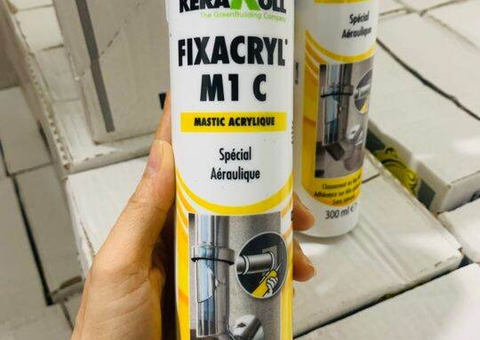 KERAKOLL
The GreenBuilding Company
FIXACRYL
M1 C
MASTIC ACRYLIQUE
Spécial
Aéraulique
Spécial
Aéraulique
300 ml e